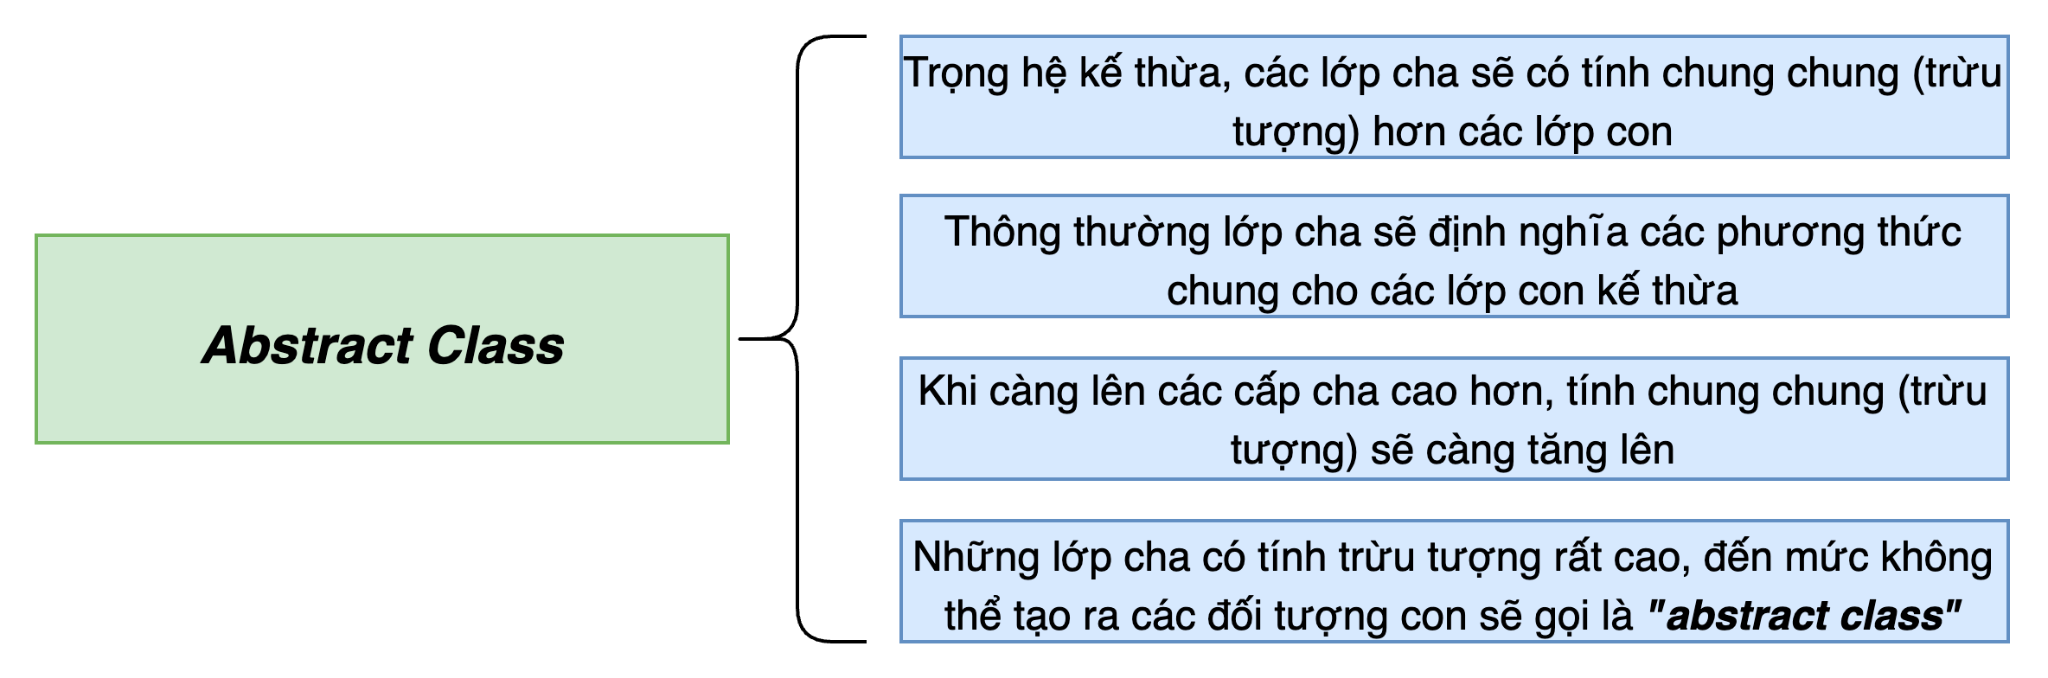 Abstract Class
Trọng hệ kế thừa, các lớp cha sẽ có tính chung chung (trừu
tượng) hơn các lớp con
Thông thường lớp cha sẽ định nghĩa các phương thức
chung cho các lớp con kế thừa
Khi càng lên các cấp cha cao hơn, tính chung chung (trừu
tượng) sẽ càng tăng lên
Những lớp cha có tính trừu tượng rất cao, đến mức không
thể tạo ra các đối tượng con sẽ gọi là "abstract class"